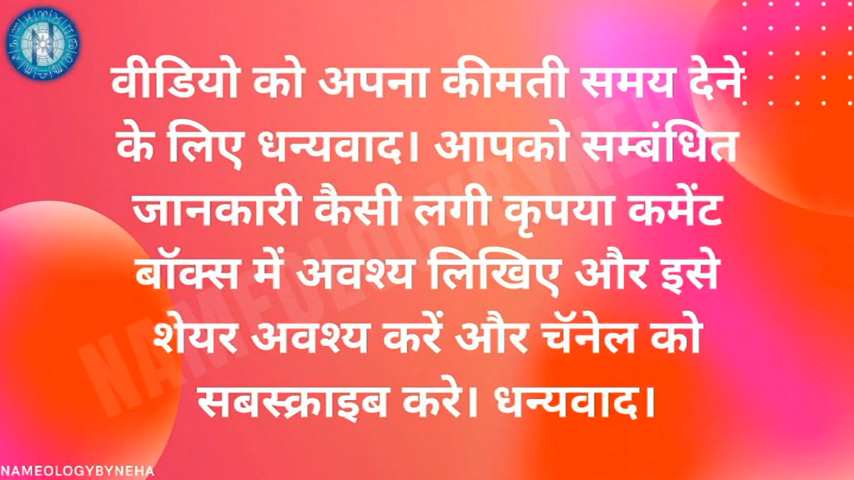 वीडियो को अपना कीमती समय देने
के लिए धन्यवाद। आपको सम्बंधित
जानकारी कैसी लगी कृपया कमेंट
बॉक्स में अवश्य लिखिए और इसे
शेयर अवश्य करें और चॅनेल को
सबस्क्राइब करे। धन्यवाद।
NAMEOLOGYBYNEHA
NAMEOLOGYBYNEHA